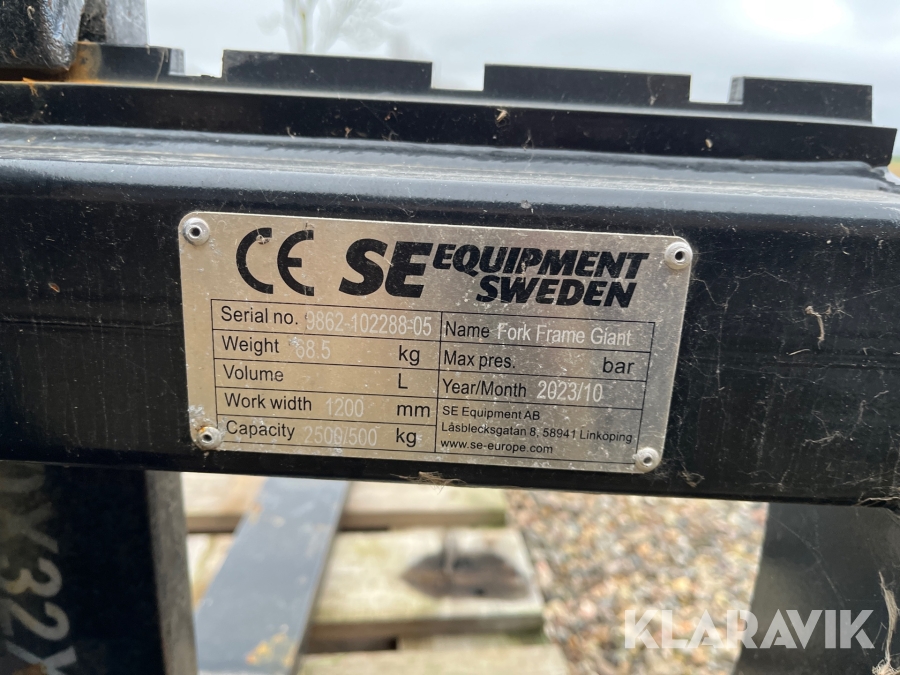 CE SE EQUIPMENT
SWEDEN
Serial no. 9862-102288-05
Weight 68.5 kg
Volume L
Work width 1200 mm
Capacity 2500/500 kg
Name Fork Frame Giant
Max pres. bar
Year/Month 2023/10
SE Equipment AB
Låsblecksgatan 8, 58941 Linköping
www.se-europe.com
KLARAVIK